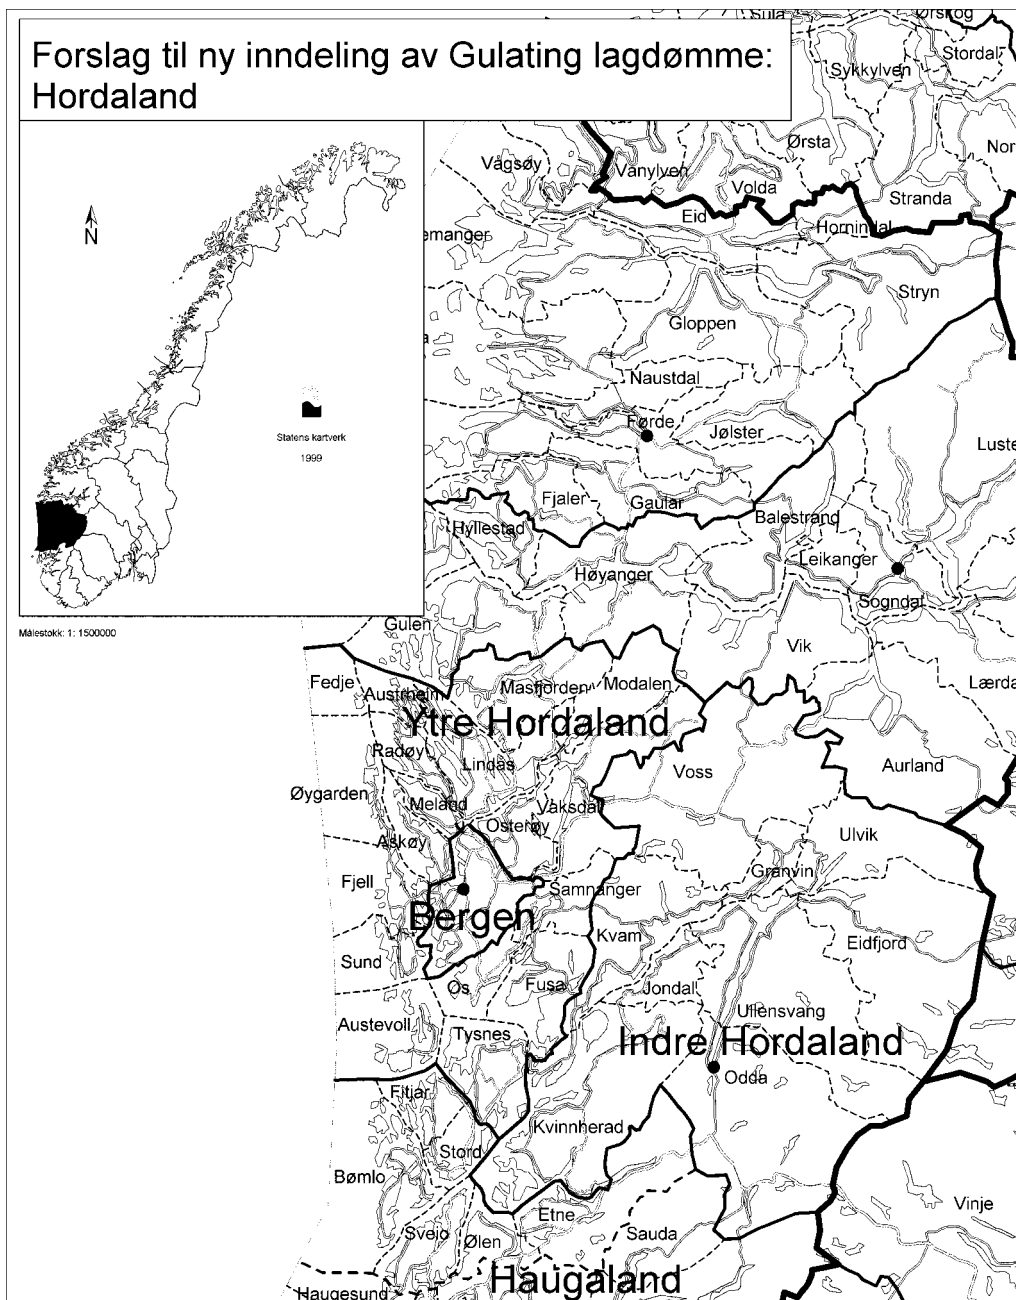 Forslag til ny inndeling av Gulating lagdømme:
Hordaland
N
Statens kartverk
1999
Målestokk: 1: 1500000
Sula
Ørskog
Stordal
Sykkylven
Ørsta
Nor
Vågsøy
Vanylven
Volda
Stranda
Eid
Hornindal
emanger
Stryn
Gloppen
a
Naustdal
Førde
Jølster
Luste
Fjaler
Gaular
Balestrand
Hyllestad
Leikanger
Høyanger
Sogndal
Gulen
Vik
Fedje
Austrheim
Masfjorden
Modalen
Lærda
Ytre Hordaland
Radøy
Lindås
Voss
Aurland
Øygarden
Meland
Vaksdal
Osterøy
Ulvik
Askøy
Granvin
Fjell
Samnanger
Bergen
Kvam
Eidfjord
Sund
Os
Fusa
Jondal
Ullensvang
Austevoll
Tysnes
Indre Hordaland
Odda
Fitjar
Kvinnherad
Stord
Bømlo
Vinje
Etne
Sveio
Ølen
Sauda
Haugaland
Haugesund